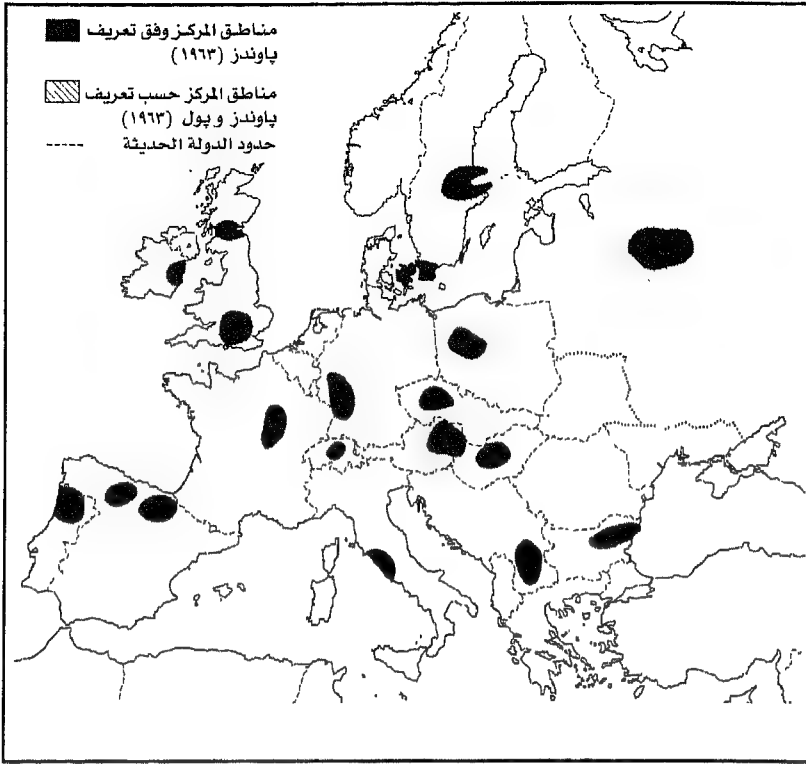 مناطق المركز وفق تعريف
پاوندز (١٩٦٣)
مناطق المركز حسب تعريف
پاوندز و پول (١٩٦٣)
حدود الدولة الحديثة